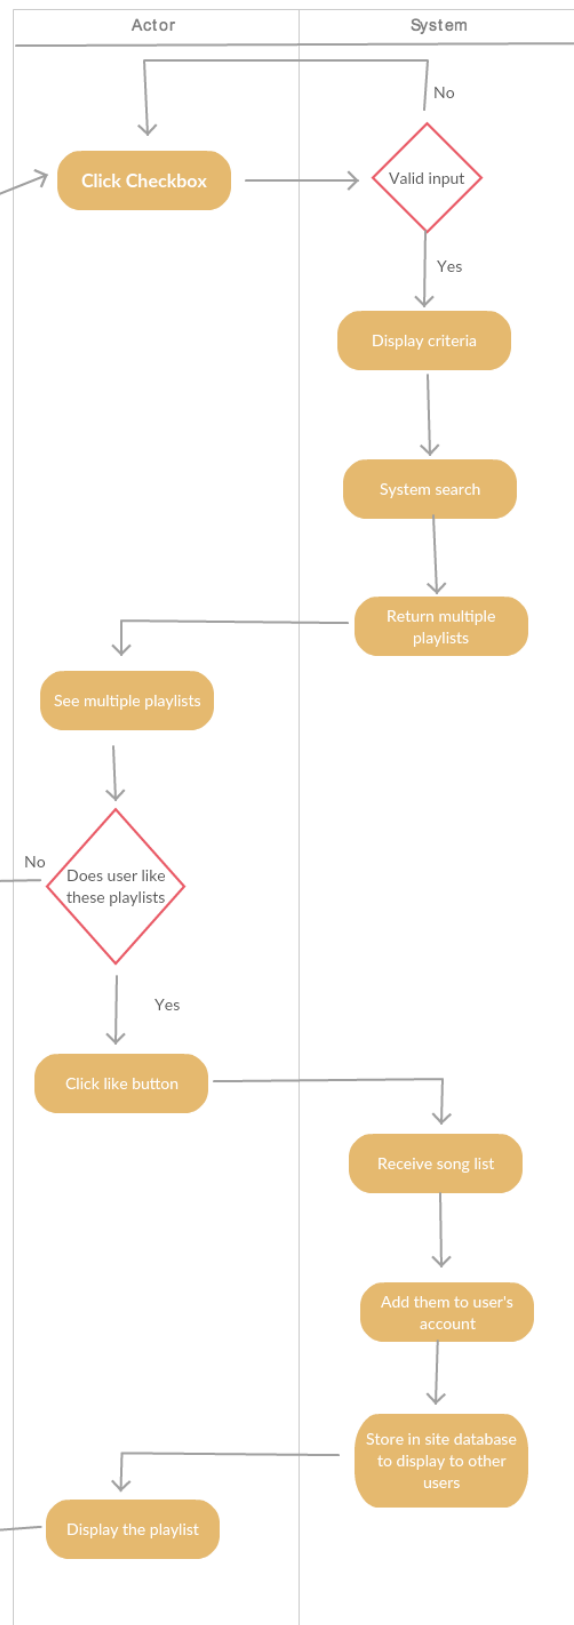 Actor
System
No
Click Checkbox
Valid input
Yes
Display criteria
System search
Return multiple
playlists
See multiple playlists
No
Does user like
these playlists
Yes
Click like button
Receive song list
Add them to user's
account
Store in site database
to display to other
users
Display the playlist